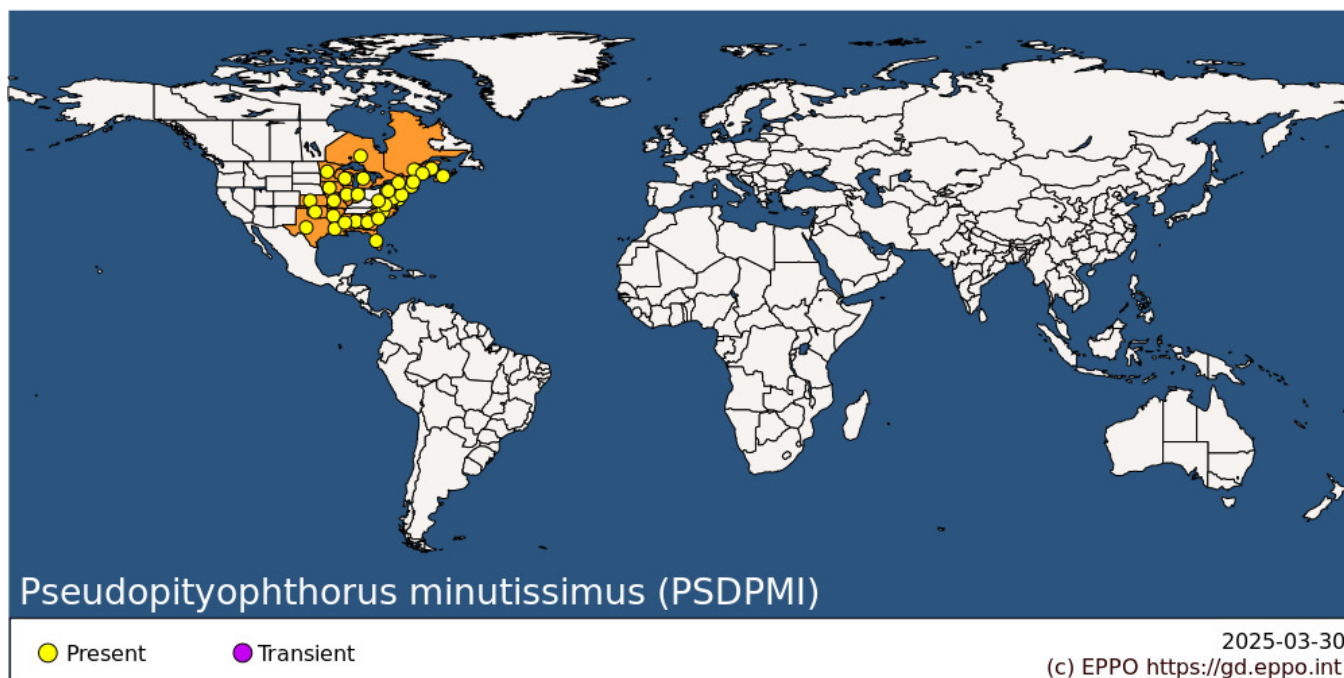 Pseudopityophthorus minutissimus (PSDPMI)
Present
Transient
2025-03-30
(c) EPPO https://gd.eppo.int